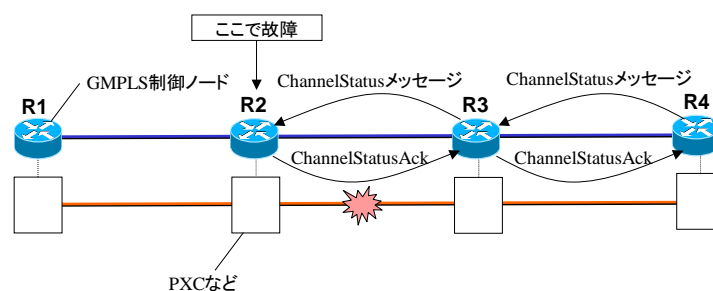 ここで故障
GMPLS制御ノード
ChannelStatusメッセージ
ChannelStatusメッセージ
R1
R2
R3
R4
ChannelStatusAck
ChannelStatusAck
PXCなど